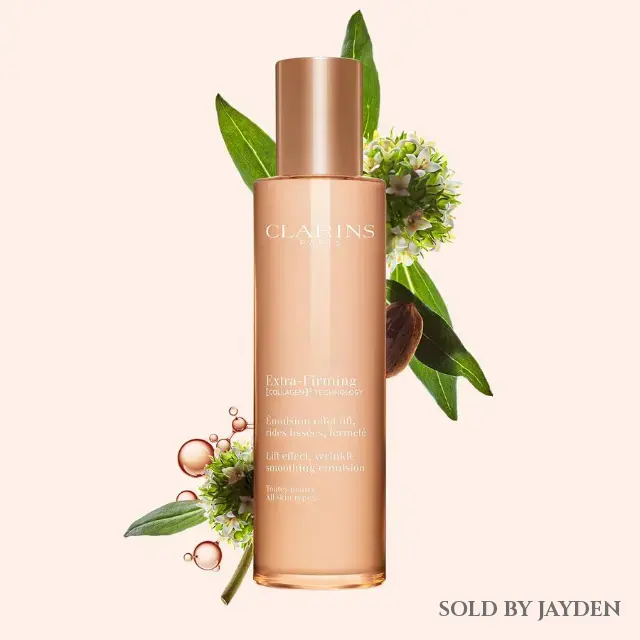 CLARINS
PARIS
Extra-Firming
[COLLAGEN]³ TECHNOLOGY
Émulsion effet lift,
rides lissées, fermeté
Lift effect, wrinkle
smoothing emulsion
Toutes peaux
All skin types
SOLD BY JAYDEN